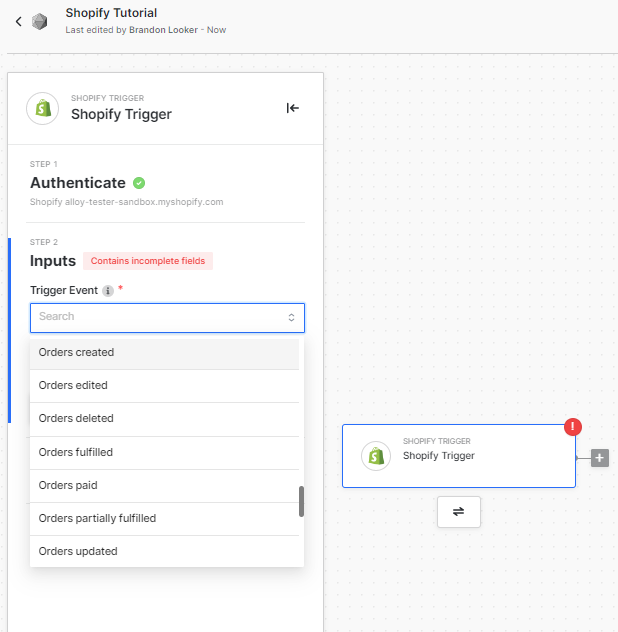 Shopify Tutorial
Last edited by Brandon Looker - Now
SHOPIFY TRIGGER
Shopify Trigger
STEP 1
Authenticate
Shopify alloy-tester-sandbox.myshopify.com
STEP 2
Inputs Contains incomplete fields
Trigger Event i *
Search
Orders created
Orders edited
Orders deleted
Orders fulfilled
Orders paid
Orders partially fulfilled
Orders updated
!
SHOPIFY TRIGGER
Shopify Trigger